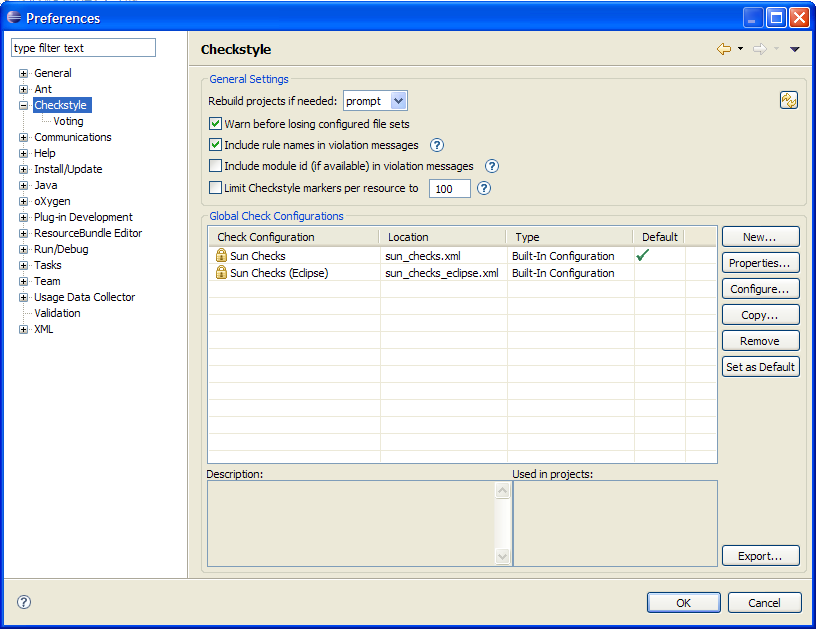 Preferences
type filter text
General
Ant
Checkstyle
Voting
Communications
Help
Install/Update
Java
oXygen
Plug-in Development
ResourceBundle Editor
Run/Debug
Tasks
Team
Usage Data Collector
Validation
XML
Checkstyle
General Settings
Rebuild projects if needed: prompt
Warn before losing configured file sets
Include rule names in violation messages ?
Include module id (if available) in violation messages ?
Limit Checkstyle markers per resource to 100 ?
Global Check Configurations
Check Configuration Location Type Default
Sun Checks sun_checks.xml Built-In Configuration
Sun Checks (Eclipse) sun_checks_eclipse.xml Built-In Configuration
New...
Properties...
Configure...
Copy...
Remove
Set as Default
Description: Used in projects:
Export...
? OK Cancel